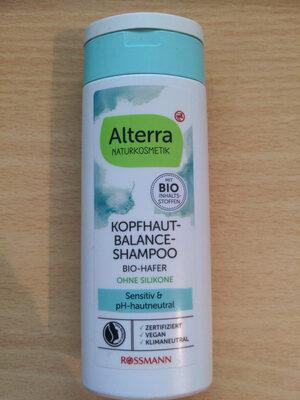 Alterra
NATURKOSMETIK
MIT
BIO
INHALTS-
STOFFEN
KOPFHAUT-
BALANCE-
SHAMPOO
BIO-HAFER
OHNE SILIKONE
Sensitiv &
pH-hautneutral
✓ ZERTIFIZIERT
✓ VEGAN
✓ KLIMANEUTRAL
ROSSMANN